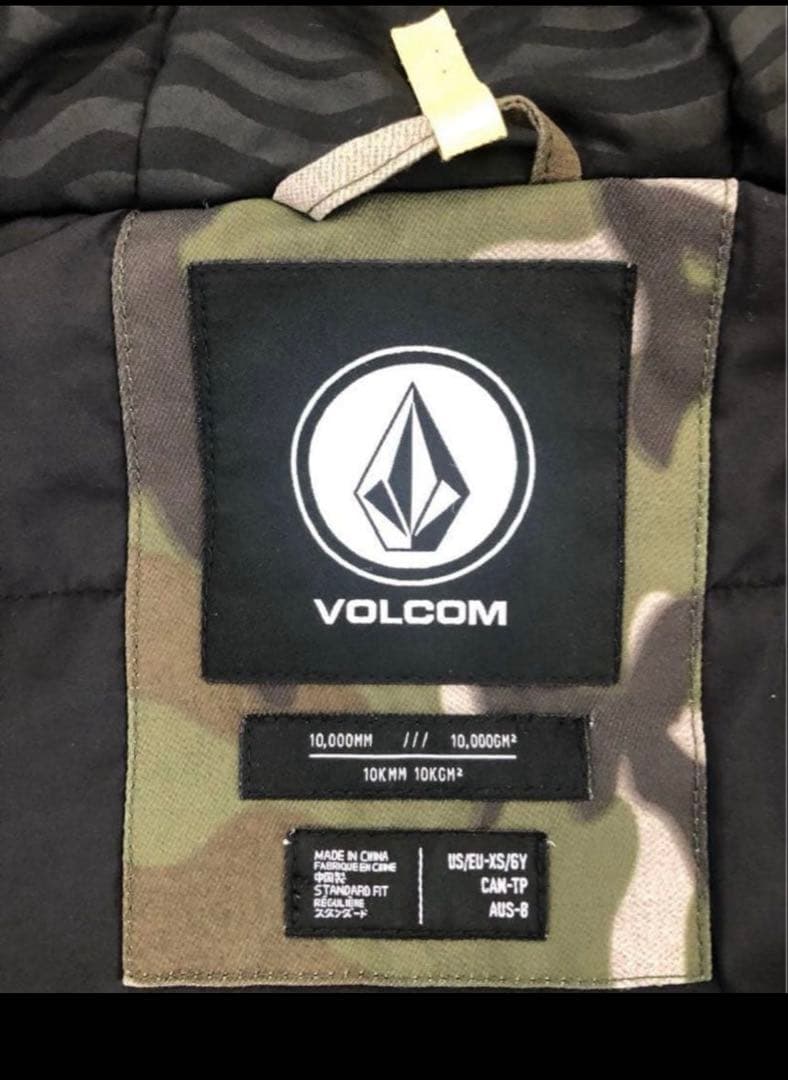 VOLCOM
10,000MM /// 10,000GM²
10KMM 10KGM²
MADE IN CHINA
FABRIQUE EN CHINE
中国製
STANDARD FIT
RÉGULIÈRE
スタンダード
US/EU-XS/6Y
CAN-TP
AUS-8